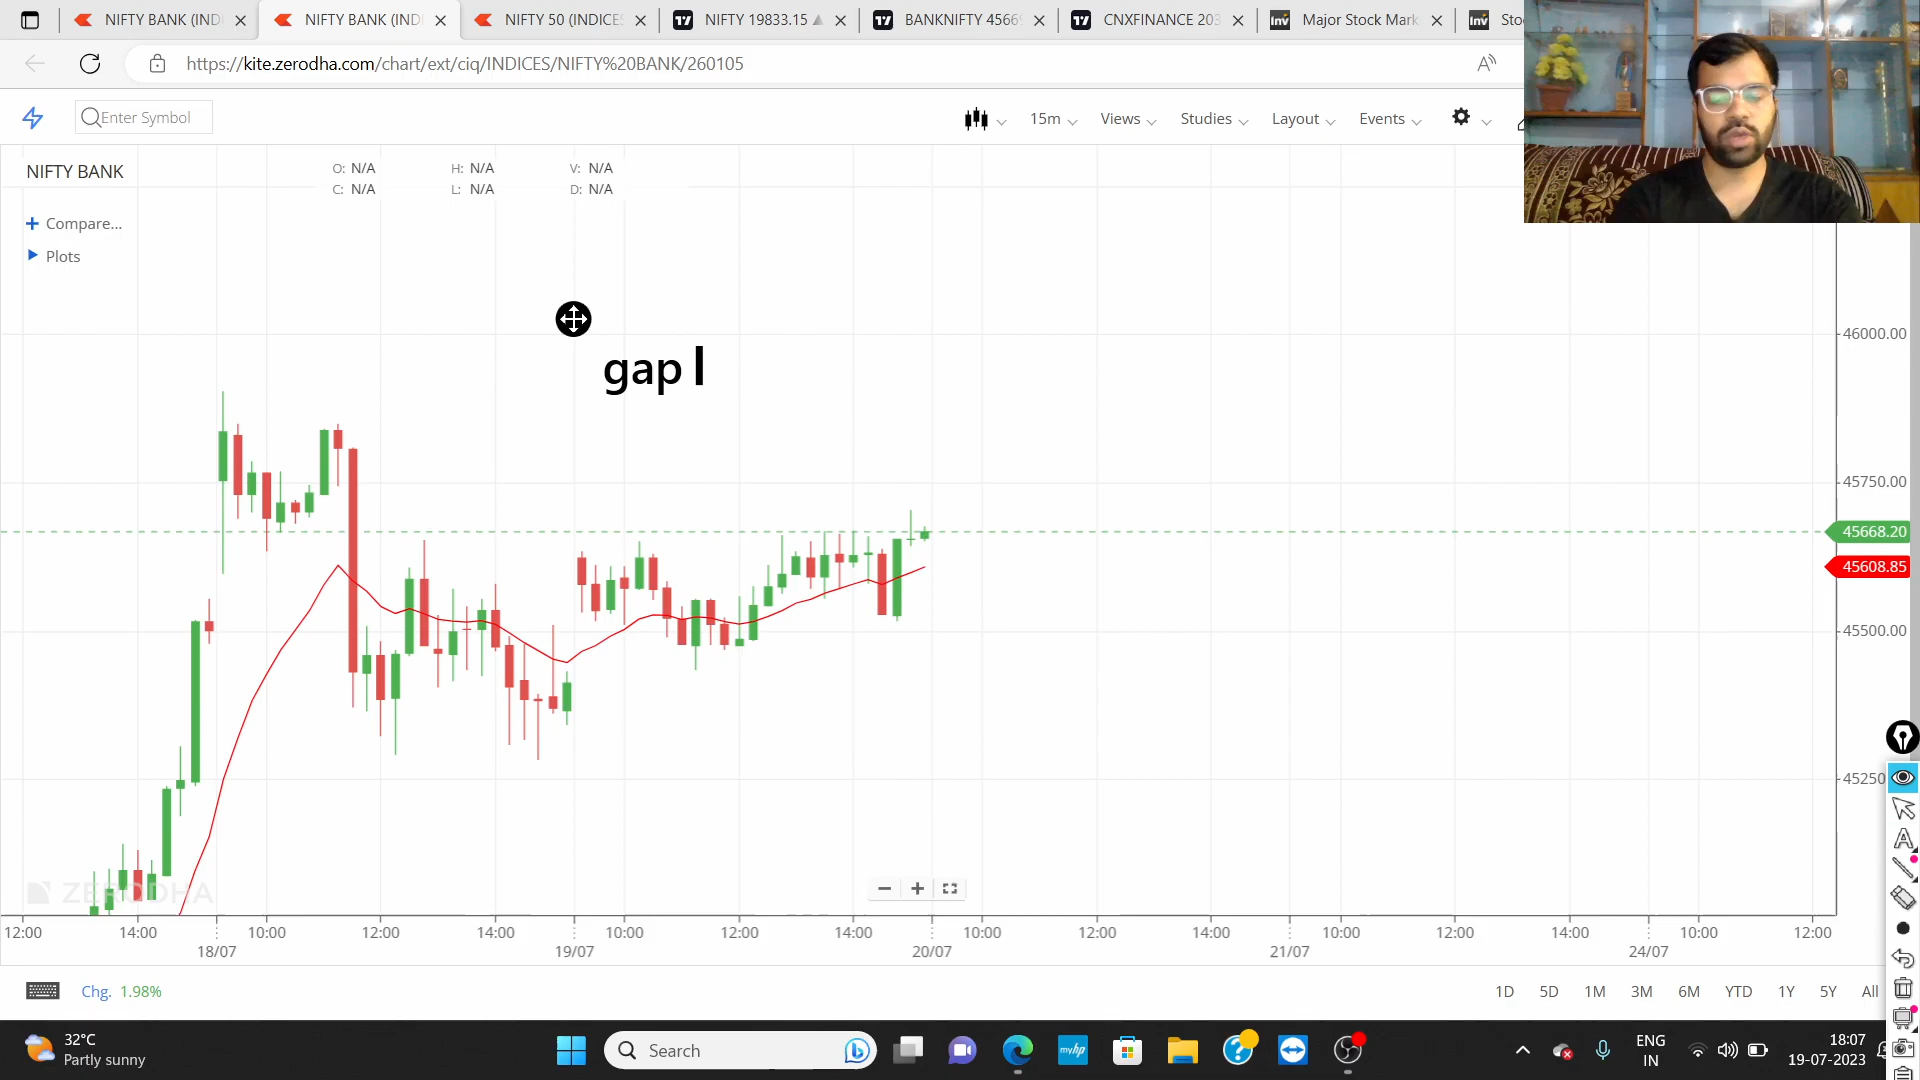 NIFTY BANK (IND
NIFTY BANK (IND
NIFTY 50 (INDICES
NIFTY 19833.15
BANKNIFTY 4566
CNXFINANCE 203
Major Stock Mark
Sto
https://kite.zerodha.com/chart/ext/ciq/INDICES/NIFTY%20BANK/260105
Enter Symbol
15m
Views
Studies
Layout
Events
NIFTY BANK
O: N/A
H: N/A
V: N/A
C: N/A
L: N/A
D: N/A
Compare...
Plots
gap
46000.00
45750.00
45668.20
45608.85
45500.00
45250
ZERODHA
12:00 14:00 10:00 12:00 14:00 10:00 12:00 14:00 10:00 12:00 14:00 10:00 12:00 14:00 10:00 12:00
18/07 19/07 20/07 21/07 24/07
Chg. 1.98%
1D 5D 1M 3M 6M YTD 1Y 5Y All
32°C
Partly sunny
Search
myhp
ENG
IN
18:07
19-07-2023